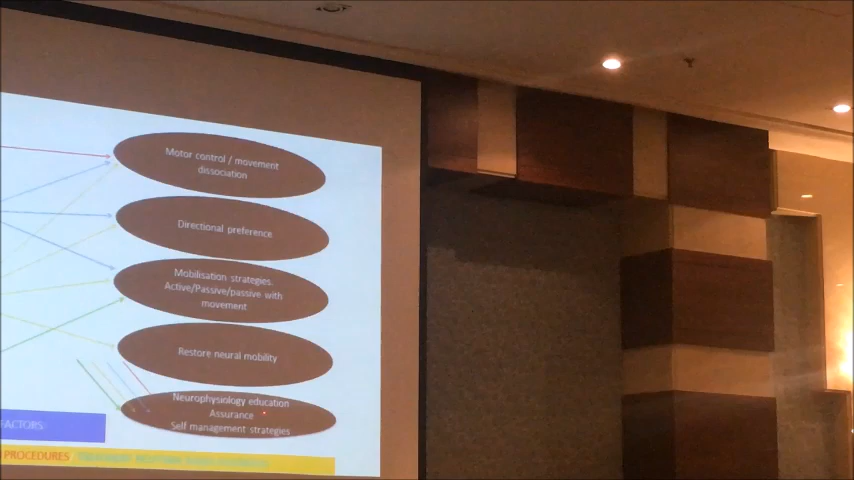 Motor control / movement
dissociation
Directional preference
Mobilisation strategies.
Active/Passive/passive with
movement
Restore neural mobility
Neurophysiology education
Assurance
Self management strategies
FACTORS
PROCEDURES